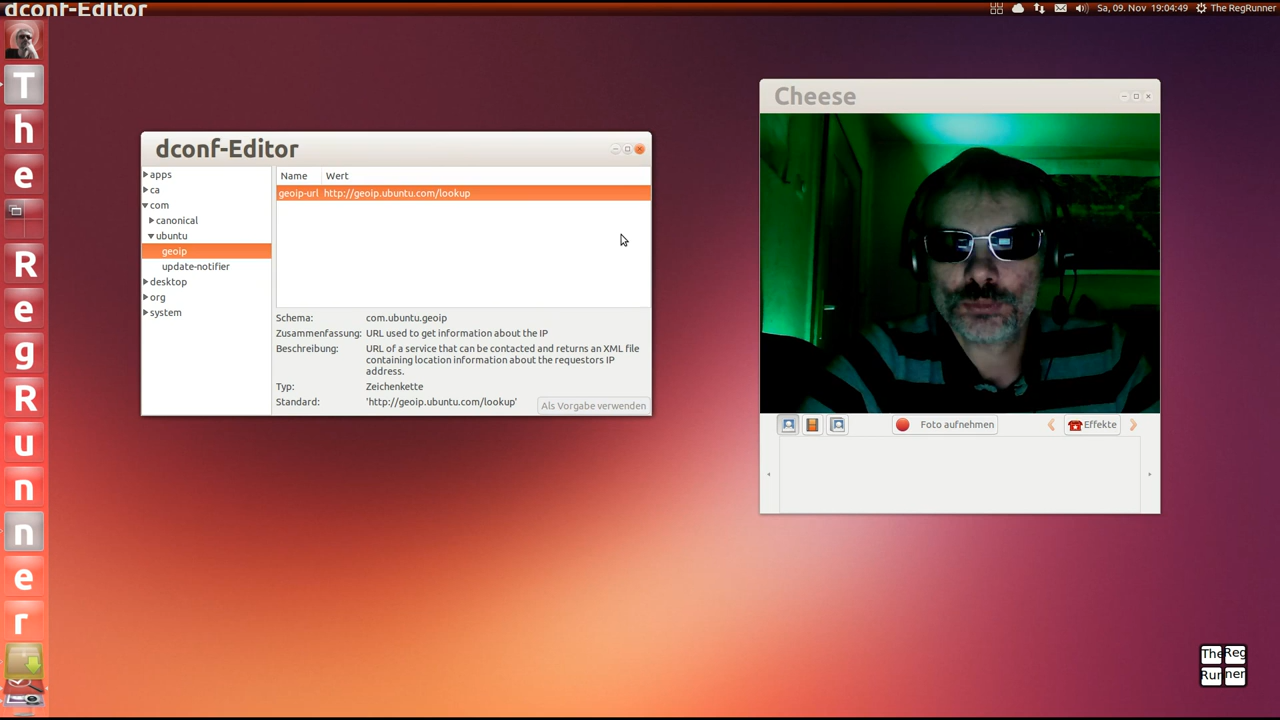 dconf-Editor
Sa, 09. Nov 19:04:49 The RegRunner
T
h
e
R
e
g
R
u
n
n
e
r
dconf-Editor
apps
ca
com
canonical
ubuntu
geoip
update-notifier
desktop
org
system
Name Wert
geoip-url http://geoip.ubuntu.com/lookup
Schema: com.ubuntu.geoip
Zusammenfassung: URL used to get information about the IP
Beschreibung: URL of a service that can be contacted and returns an XML file
containing location information about the requestors IP
address.
Typ: Zeichenkette
Standard: 'http://geoip.ubuntu.com/lookup'
Als Vorgabe verwenden
Cheese
Foto aufnehmen
Effekte
The Reg
Run ner